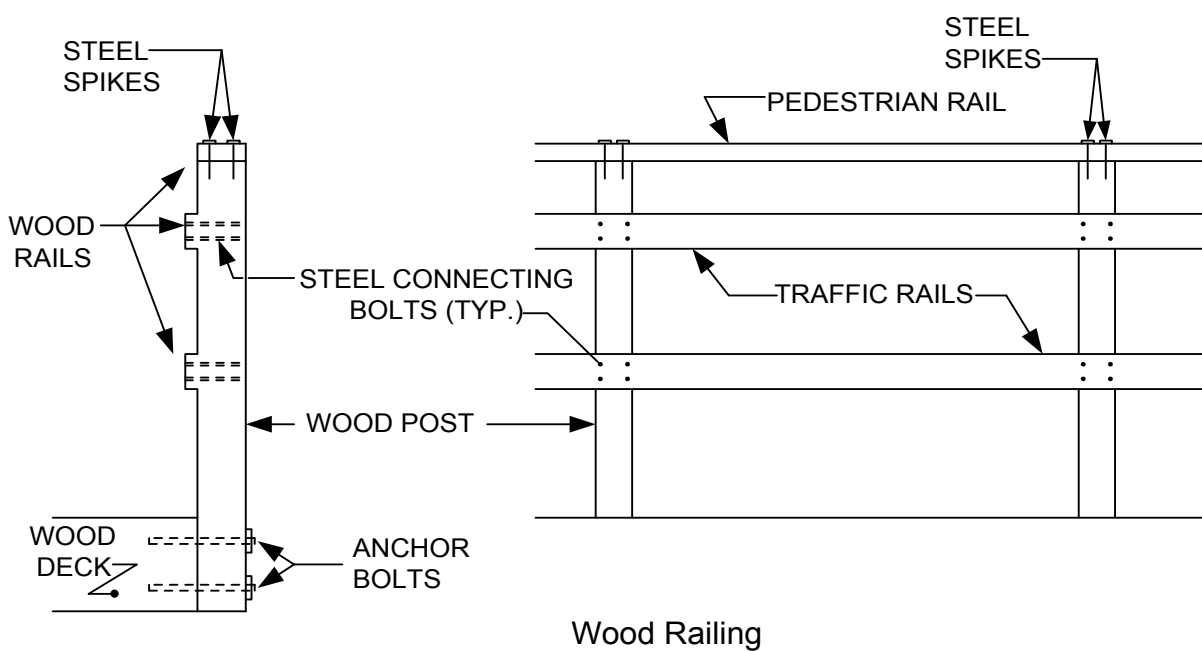 STEEL
SPIKES
STEEL
SPIKES
PEDESTRIAN RAIL
WOOD
RAILS
STEEL CONNECTING
BOLTS (TYP.)
TRAFFIC RAILS
WOOD POST
WOOD
DECK
ANCHOR
BOLTS
Wood Railing